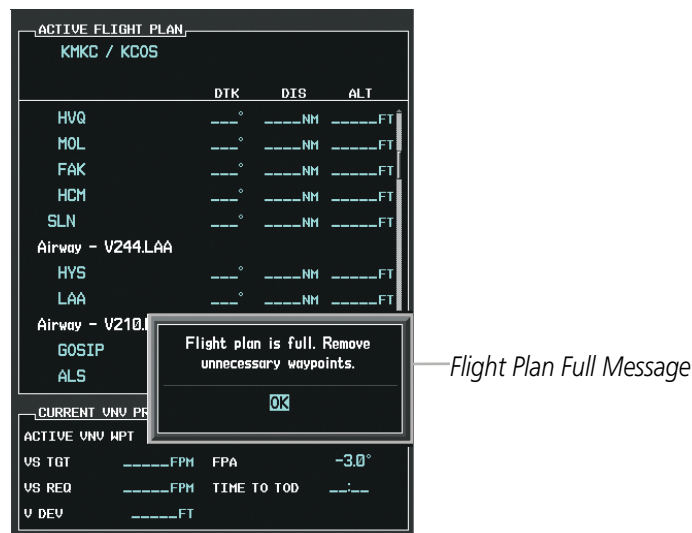 ACTIVE FLIGHT PLAN
KMKC / KCOS
DTK DIS ALT
HVQ ___° ____NM _____FT
MOL ___° ____NM _____FT
FAK ___° ____NM _____FT
HCM ___° ____NM _____FT
SLN ___° ____NM _____FT
Airway - V244.LAA
HYS ___° ____NM _____FT
LAA ___° ____NM _____FT
Airway - V210.
GOSIP
ALS
Flight plan is full. Remove
unnecessary waypoints.
OK
Flight Plan Full Message
CURRENT VNV PR
ACTIVE VNV WPT
VS TGT _____FPM FPA -3.0°
VS REQ _____FPM TIME TO TOD __:__
V DEV _____FT